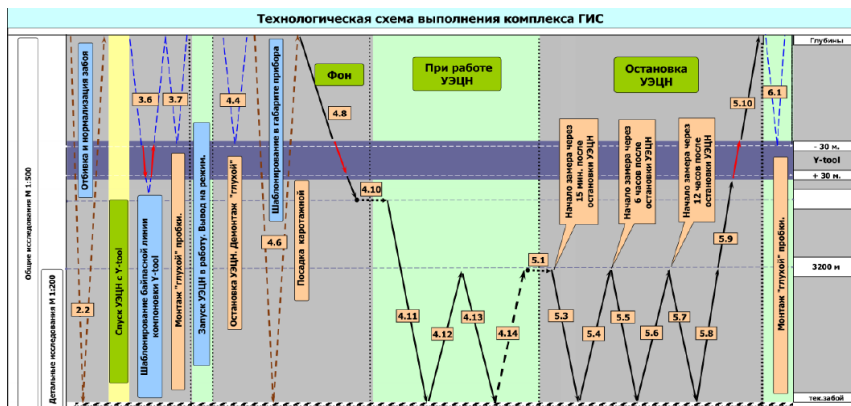 Технологическая схема выполнения комплекса ГИС
Общие исследования М 1:500
Детальные исследования М 1:200
Отбивка и нормализация забоя
2.2
Спуск УЭЦН с Y-tool
3.6
Шаблонирование байпасной линии
компоновки Y-tool
3.7
Монтаж "глухой" пробки.
Запуск УЭЦН в работу. Вывод на режим.
4.4
Остановка УЭЦН. Демонтаж "глухой"
Шаблонирование в габарите прибора
4.6
Посадка каротажной
Фон
4.8
4.10
При работе
УЭЦН
4.11
4.12
4.13
4.14
Остановка
УЭЦН
5.1
Начало замера через
15 мин. после
остановки УЭЦН
Начало замера через
6 часов после
остановки УЭЦН
Начало замера через
12 часов после
остановки УЭЦН
5.3
5.4
5.5
5.6
5.7
5.8
5.9
5.10
6.1
Монтаж "глухой" пробки.
Глубины
- 30 м.
Y-tool
+ 30 м.
3200 м
тек.забой